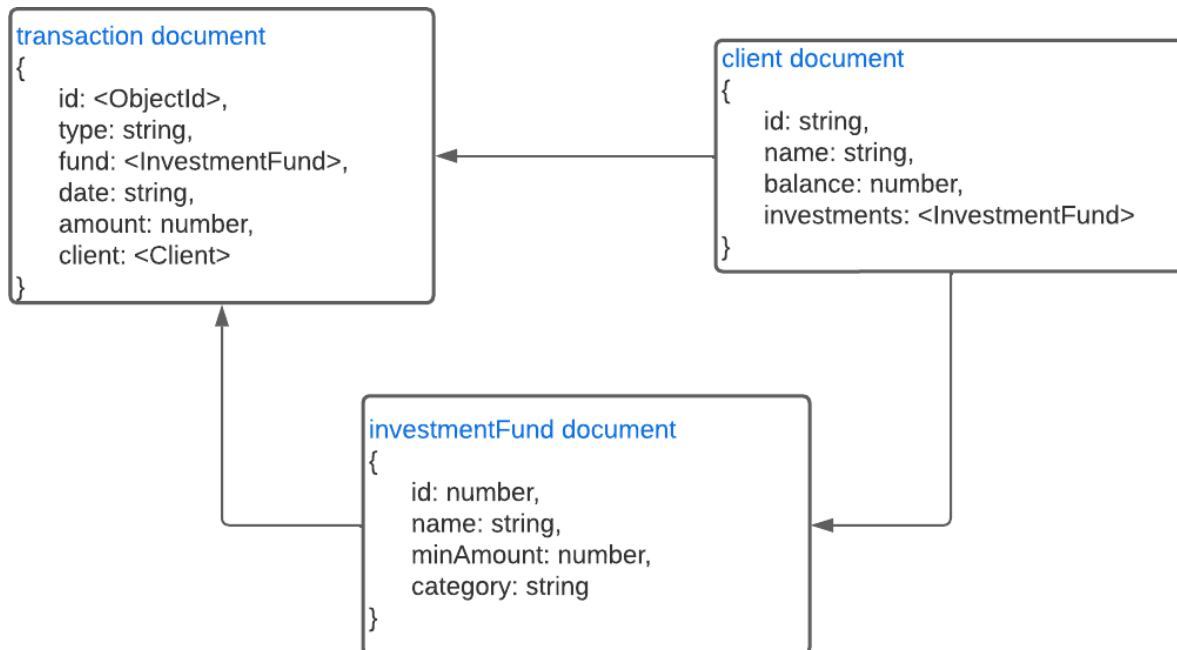 transaction document
{
id: <ObjectId>,
type: string,
fund: <InvestmentFund>,
date: string,
amount: number,
client: <Client>
}
client document
{
id: string,
name: string,
balance: number,
investments: <InvestmentFund>
}
investmentFund document
{
id: number,
name: string,
minAmount: number,
category: string
}